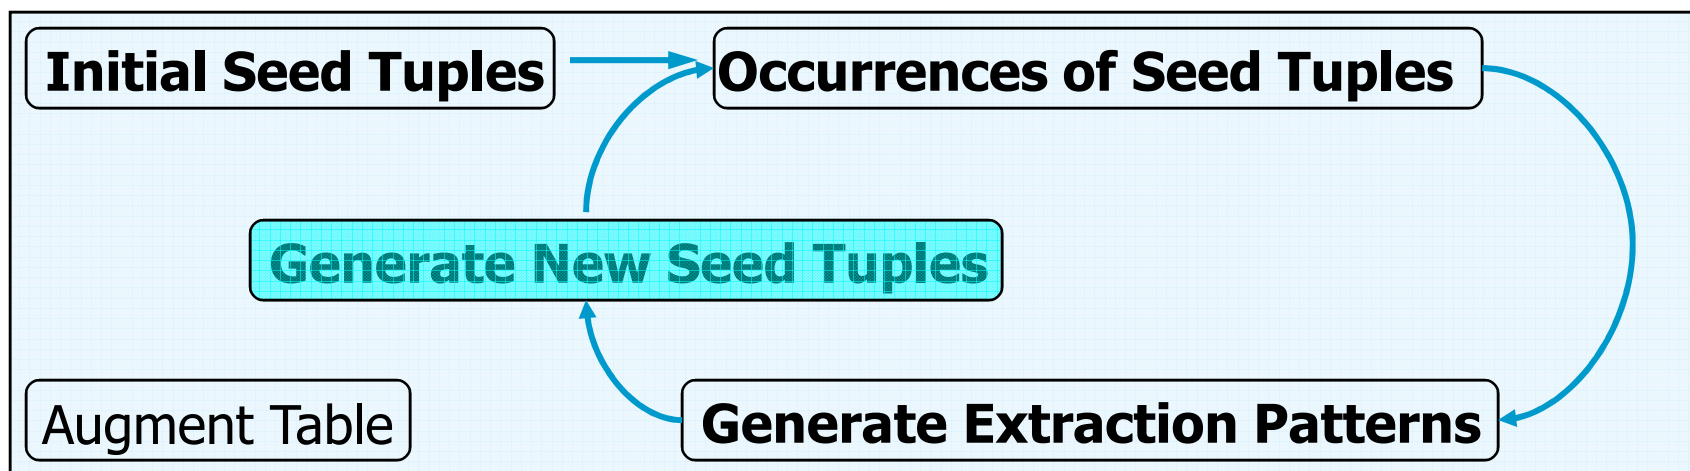 Initial Seed Tuples
Occurrences of Seed Tuples
Generate New Seed Tuples
Augment Table
Generate Extraction Patterns